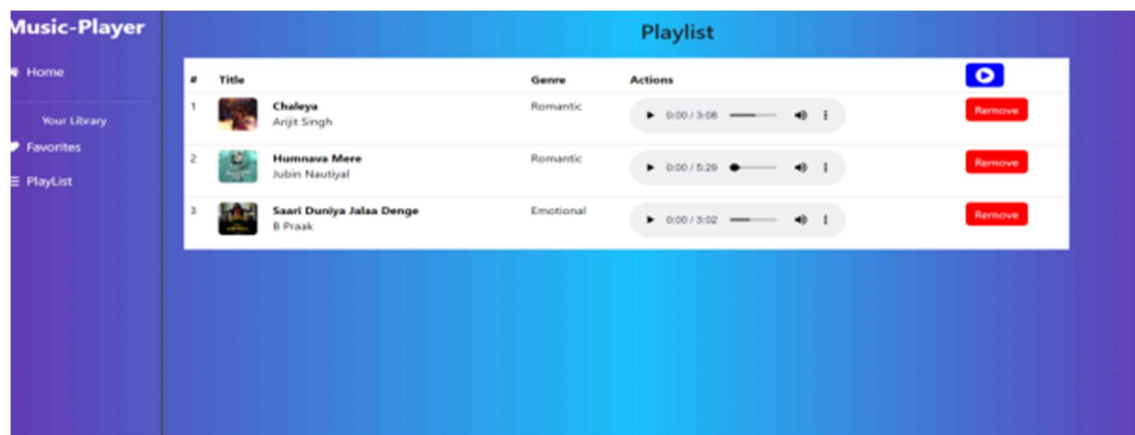 Music-Player
Home
Your Library
Favorites
PlayList
Playlist
# Title Genre Actions
1 Chaleya Romantic 0:00 / 3:08 Remove
Arijit Singh
2 Humnava Mere Romantic 0:00 / 5:29 Remove
Jubin Nautiyal
3 Saari Duniya Jalaa Denge Emotional 0:00 / 3:02 Remove
B Praak